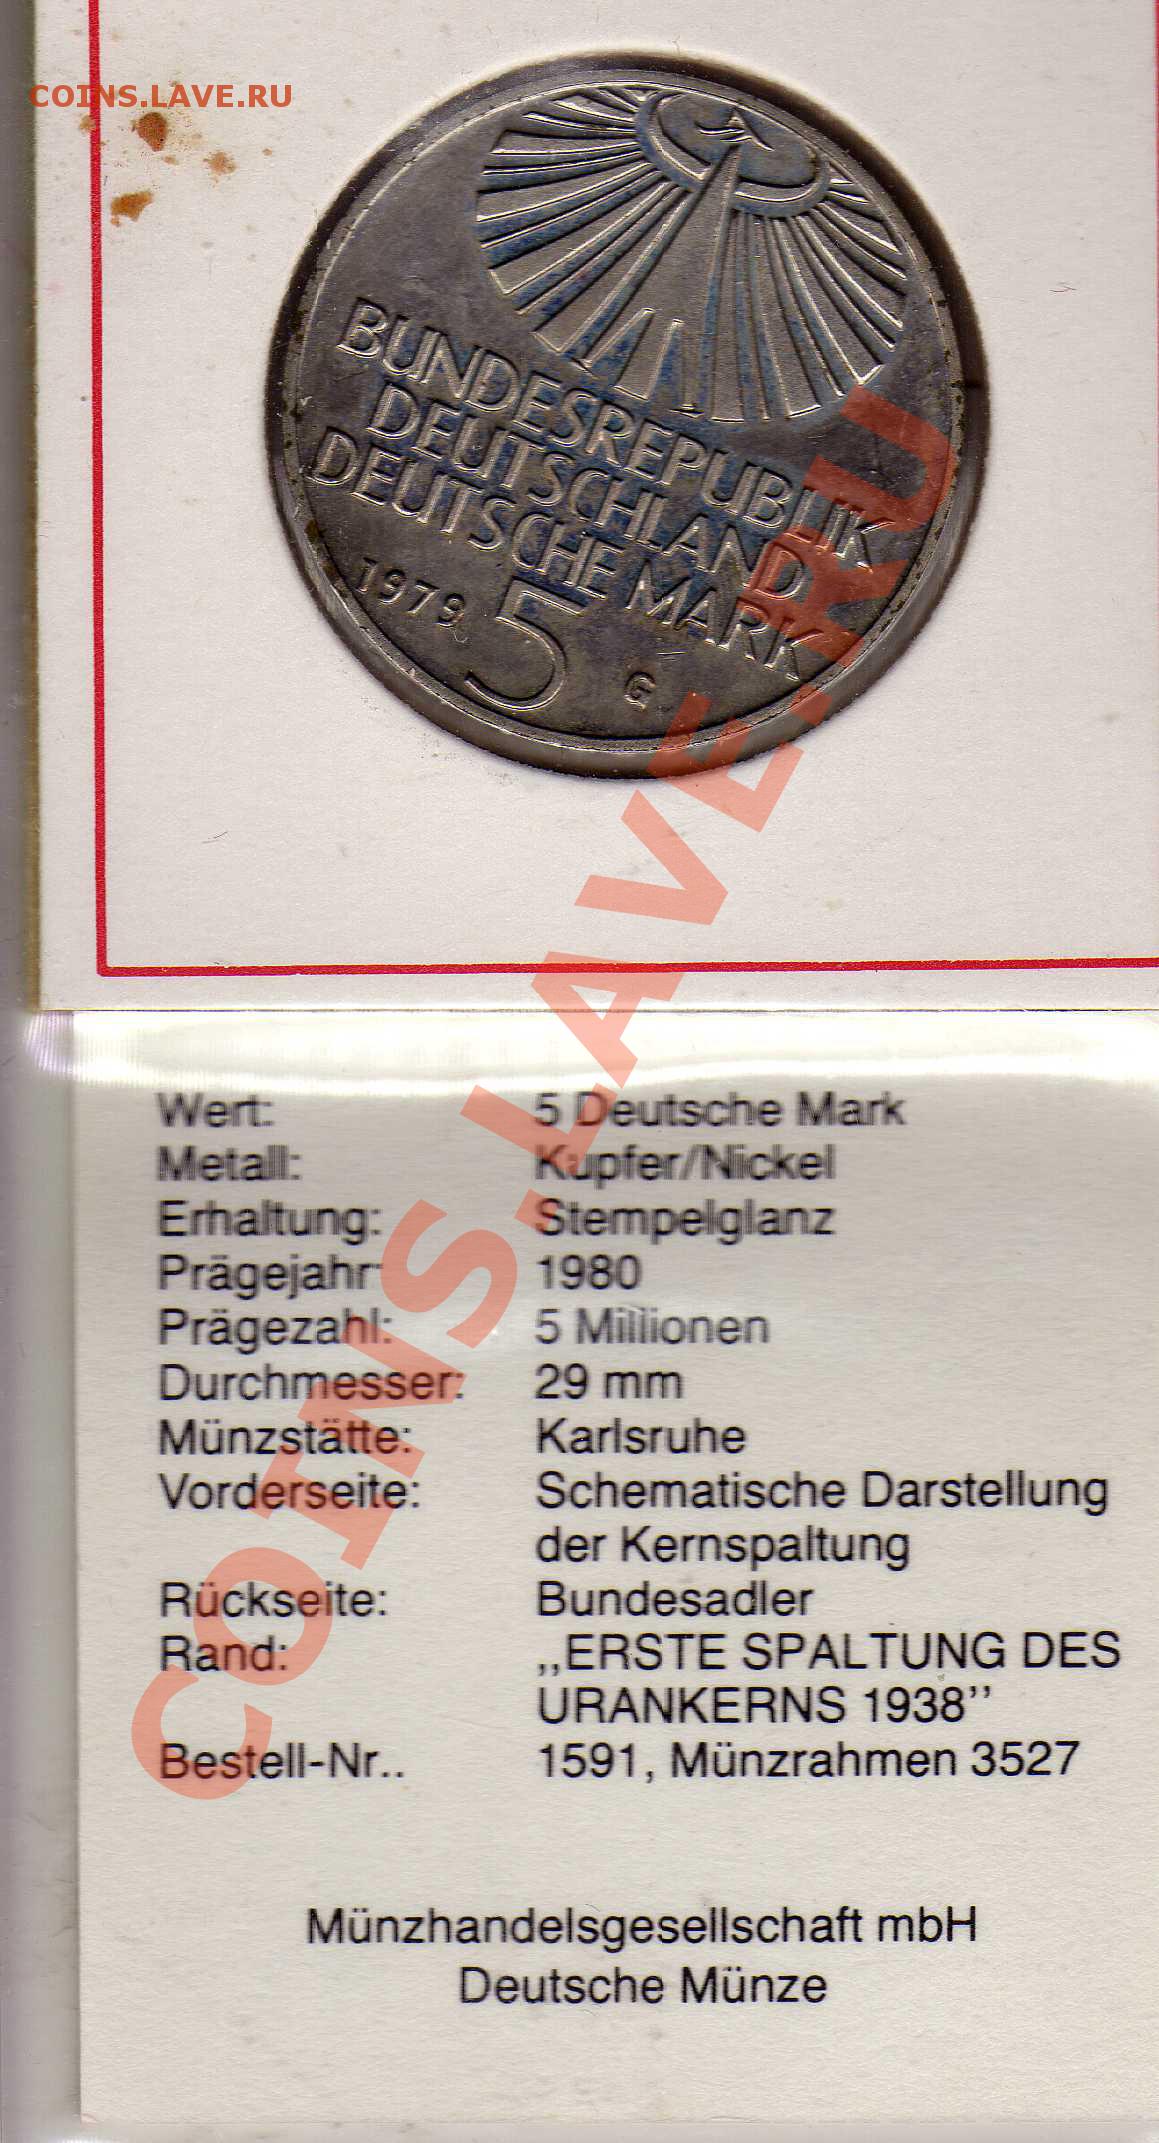 COINS.LAVE.RU
BUNDESREPUBLIK
DEUTSCHLAND
DEUTSCHE MARK
1979 5 G
COINS.LAVE.RU
Wert: 5 Deutsche Mark
Metall: Kupfer/Nickel
Erhaltung: Stempelglanz
Prägejahr: 1980
Prägezahl: 5 Millionen
Durchmesser: 29 mm
Münzstätte: Karlsruhe
Vorderseite: Schematische Darstellung
der Kernspaltung
Rückseite: Bundesadler
Rand: ,,ERSTE SPALTUNG DES
URANKERNS 1938’’
Bestell-Nr.. 1591, Münzrahmen 3527
Münzhandelsgesellschaft mbH
Deutsche Münze